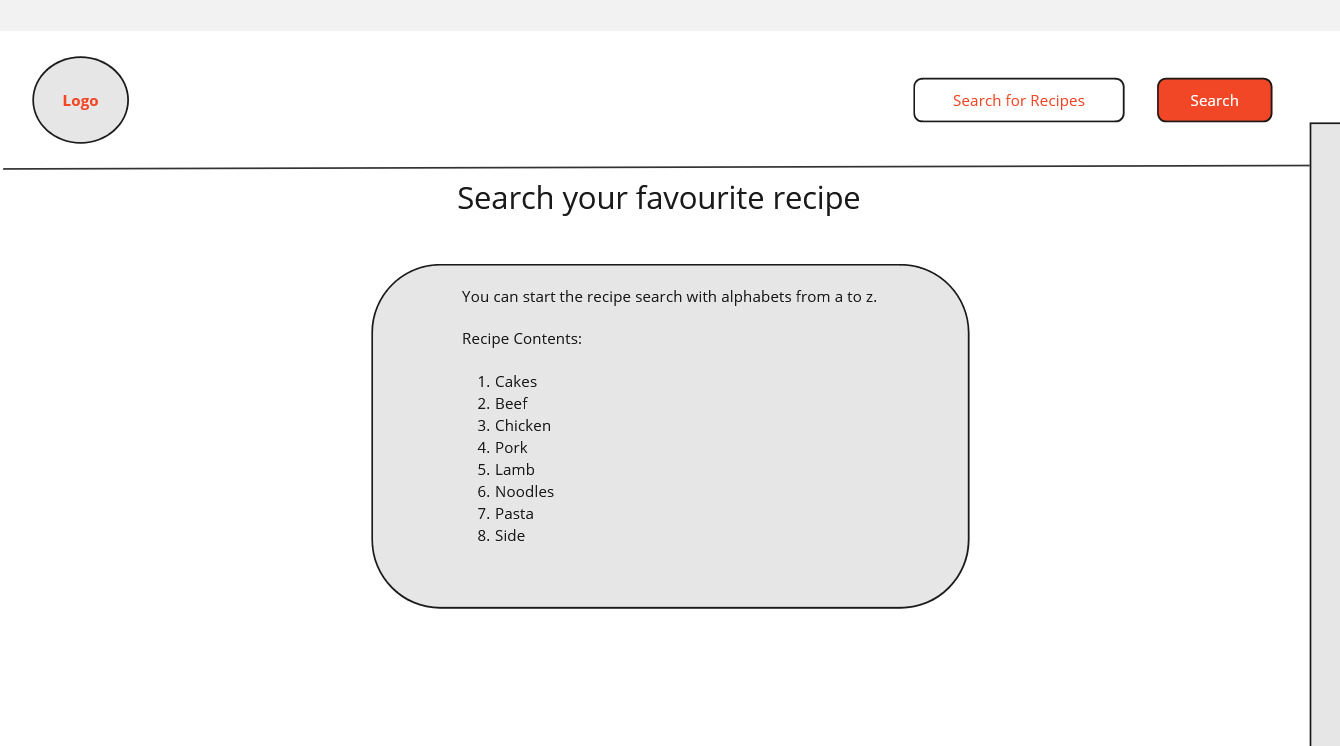 Logo
Search for Recipes
Search
Search your favourite recipe
You can start the recipe search with alphabets from a to z.
Recipe Contents:
1. Cakes
2. Beef
3. Chicken
4. Pork
5. Lamb
6. Noodles
7. Pasta
8. Side